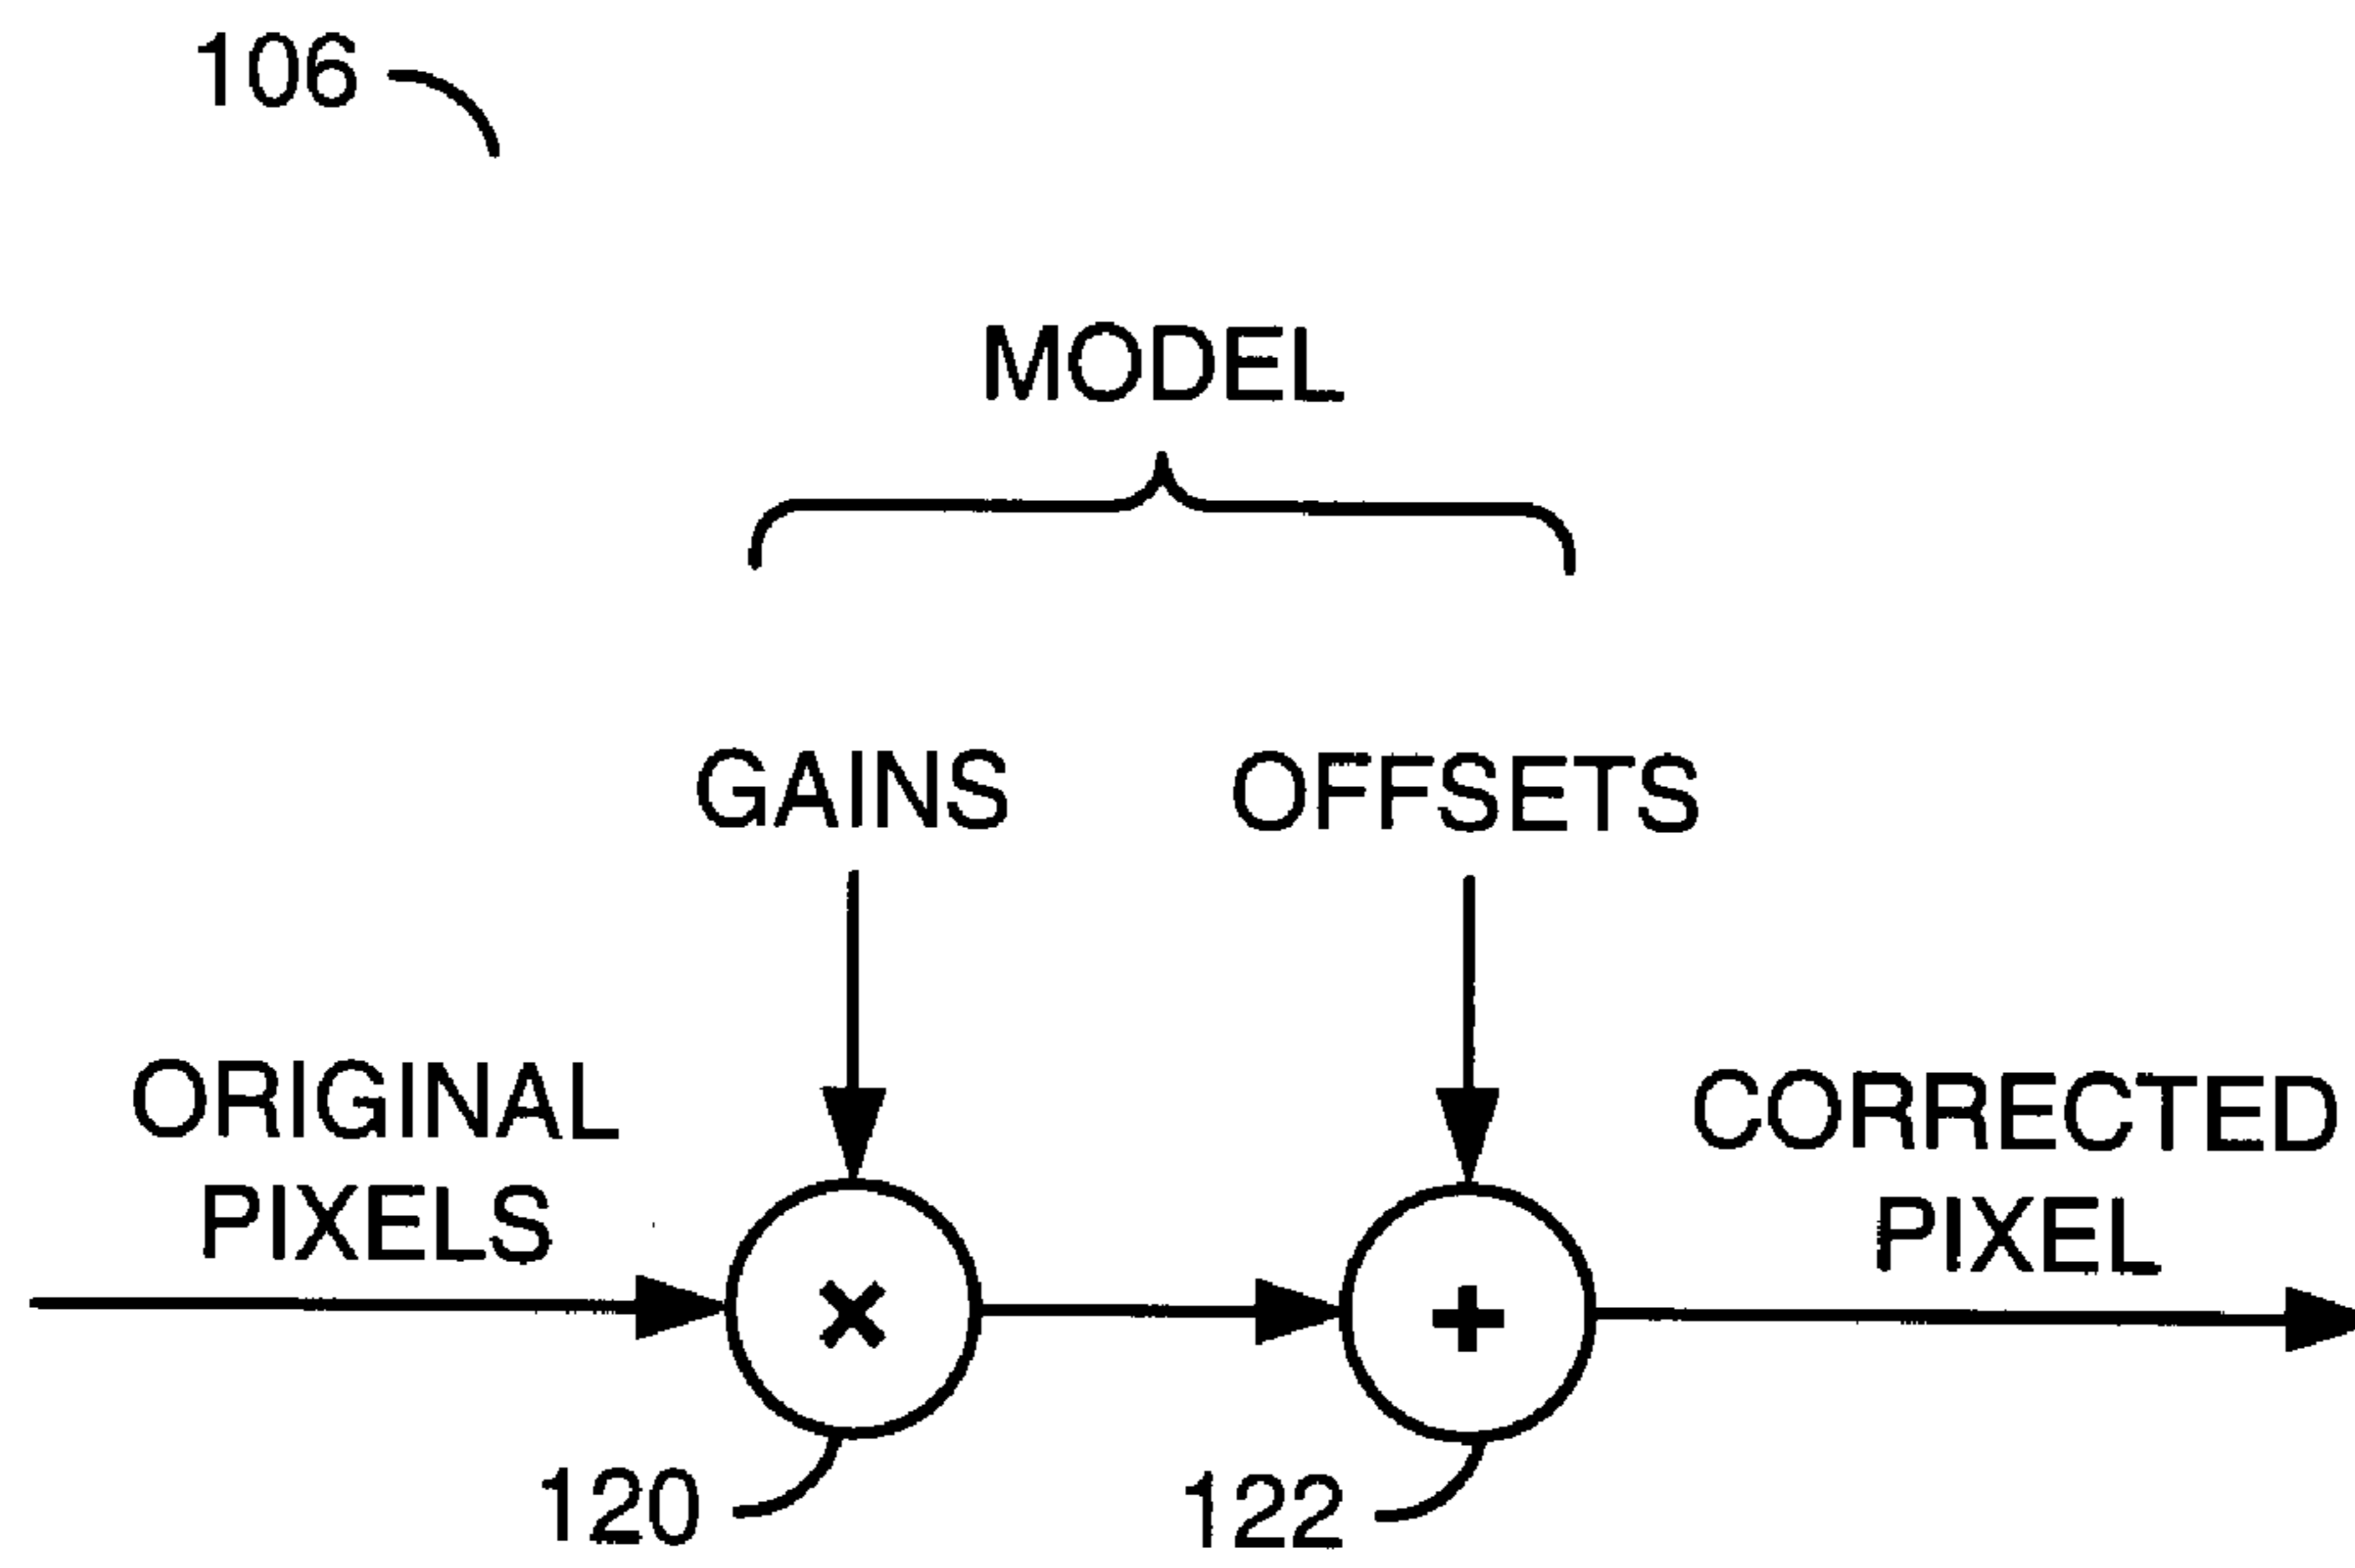 106
MODEL
GAINS
OFFSETS
ORIGINAL
PIXELS
CORRECTED
PIXEL
×
+
120
122